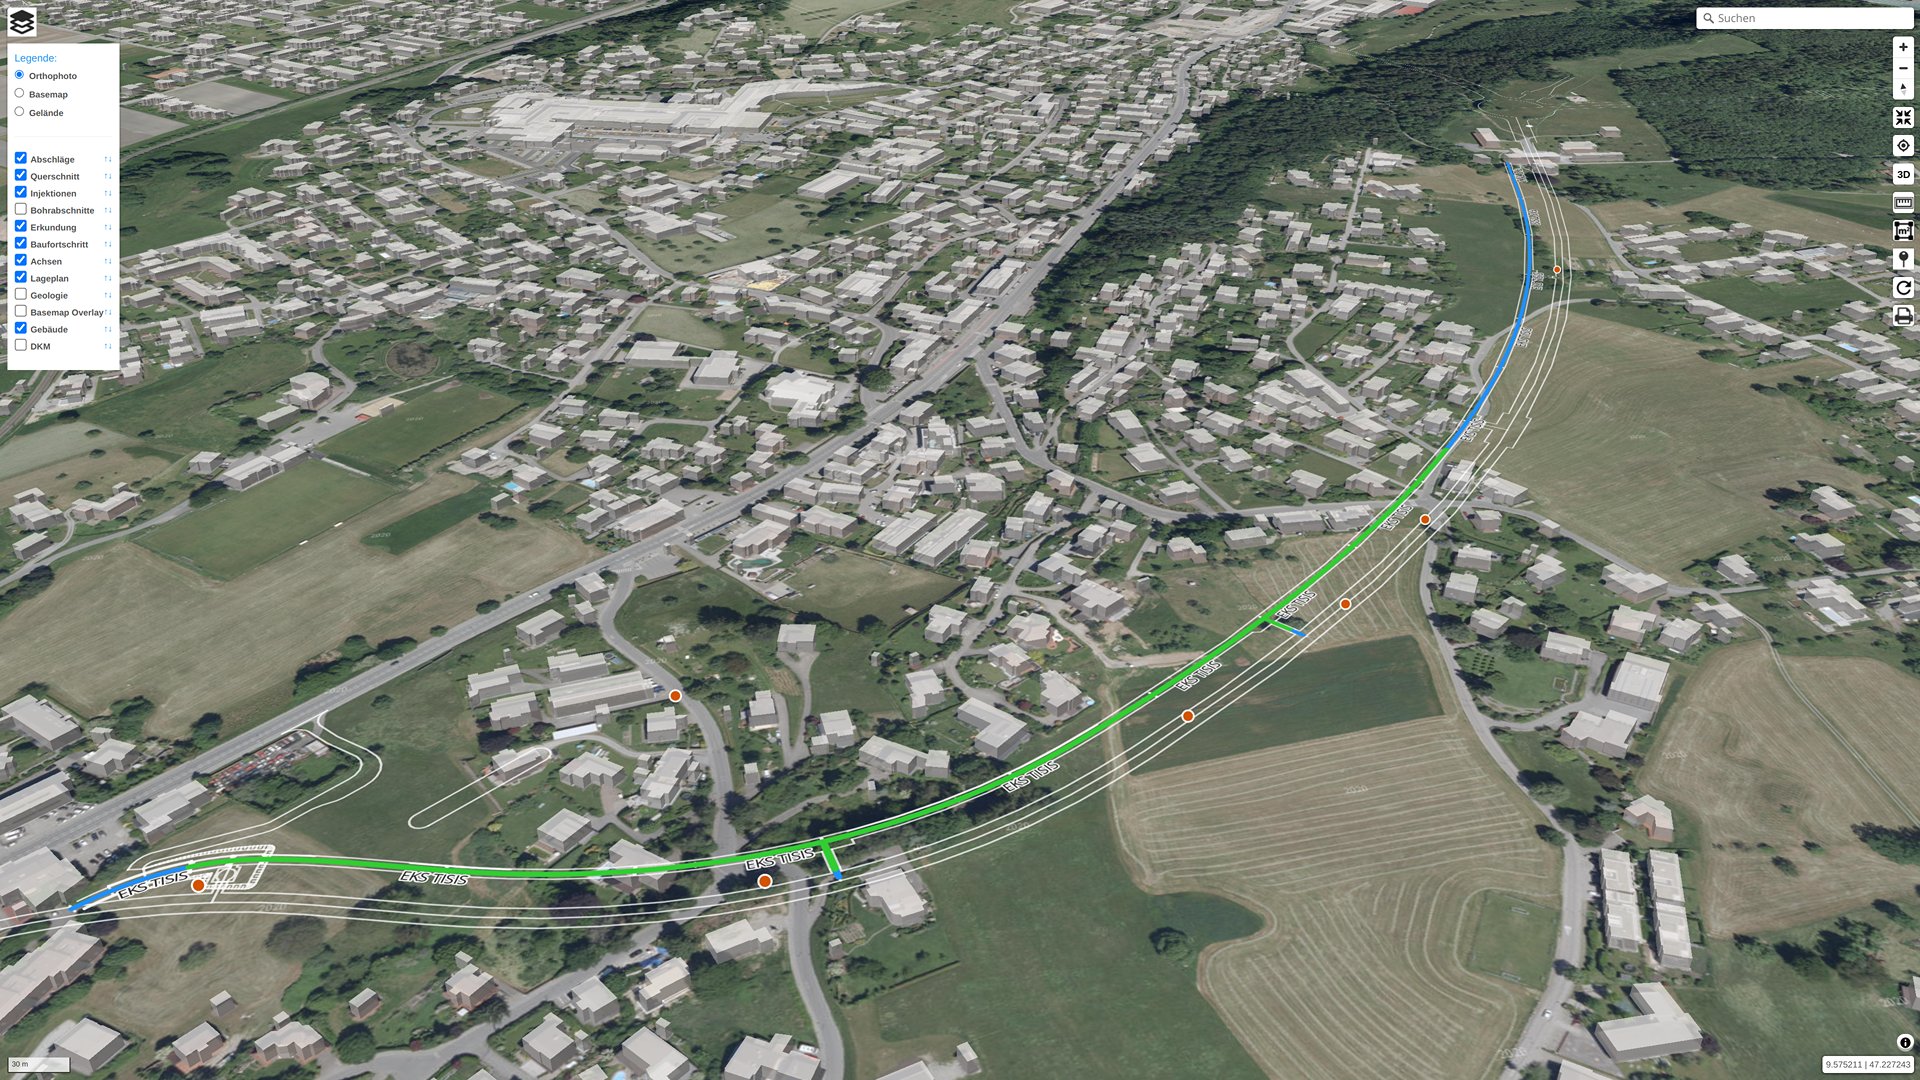 Suchen
Legende:
Orthophoto
Basemap
Gelände
Abschläge
Querschnitt
Injektionen
Bohrabschnitte
Erkundung
Baufortschritt
Achsen
Lageplan
Geologie
Basemap Overlay
Gebäude
DKM
3D
m²
EKS TISIS
EKS TISIS
EKS TISIS
EKS TISIS
EKS TISIS
EKS TISIS
EKS TISIS
30 m
9.575211 | 47.227243